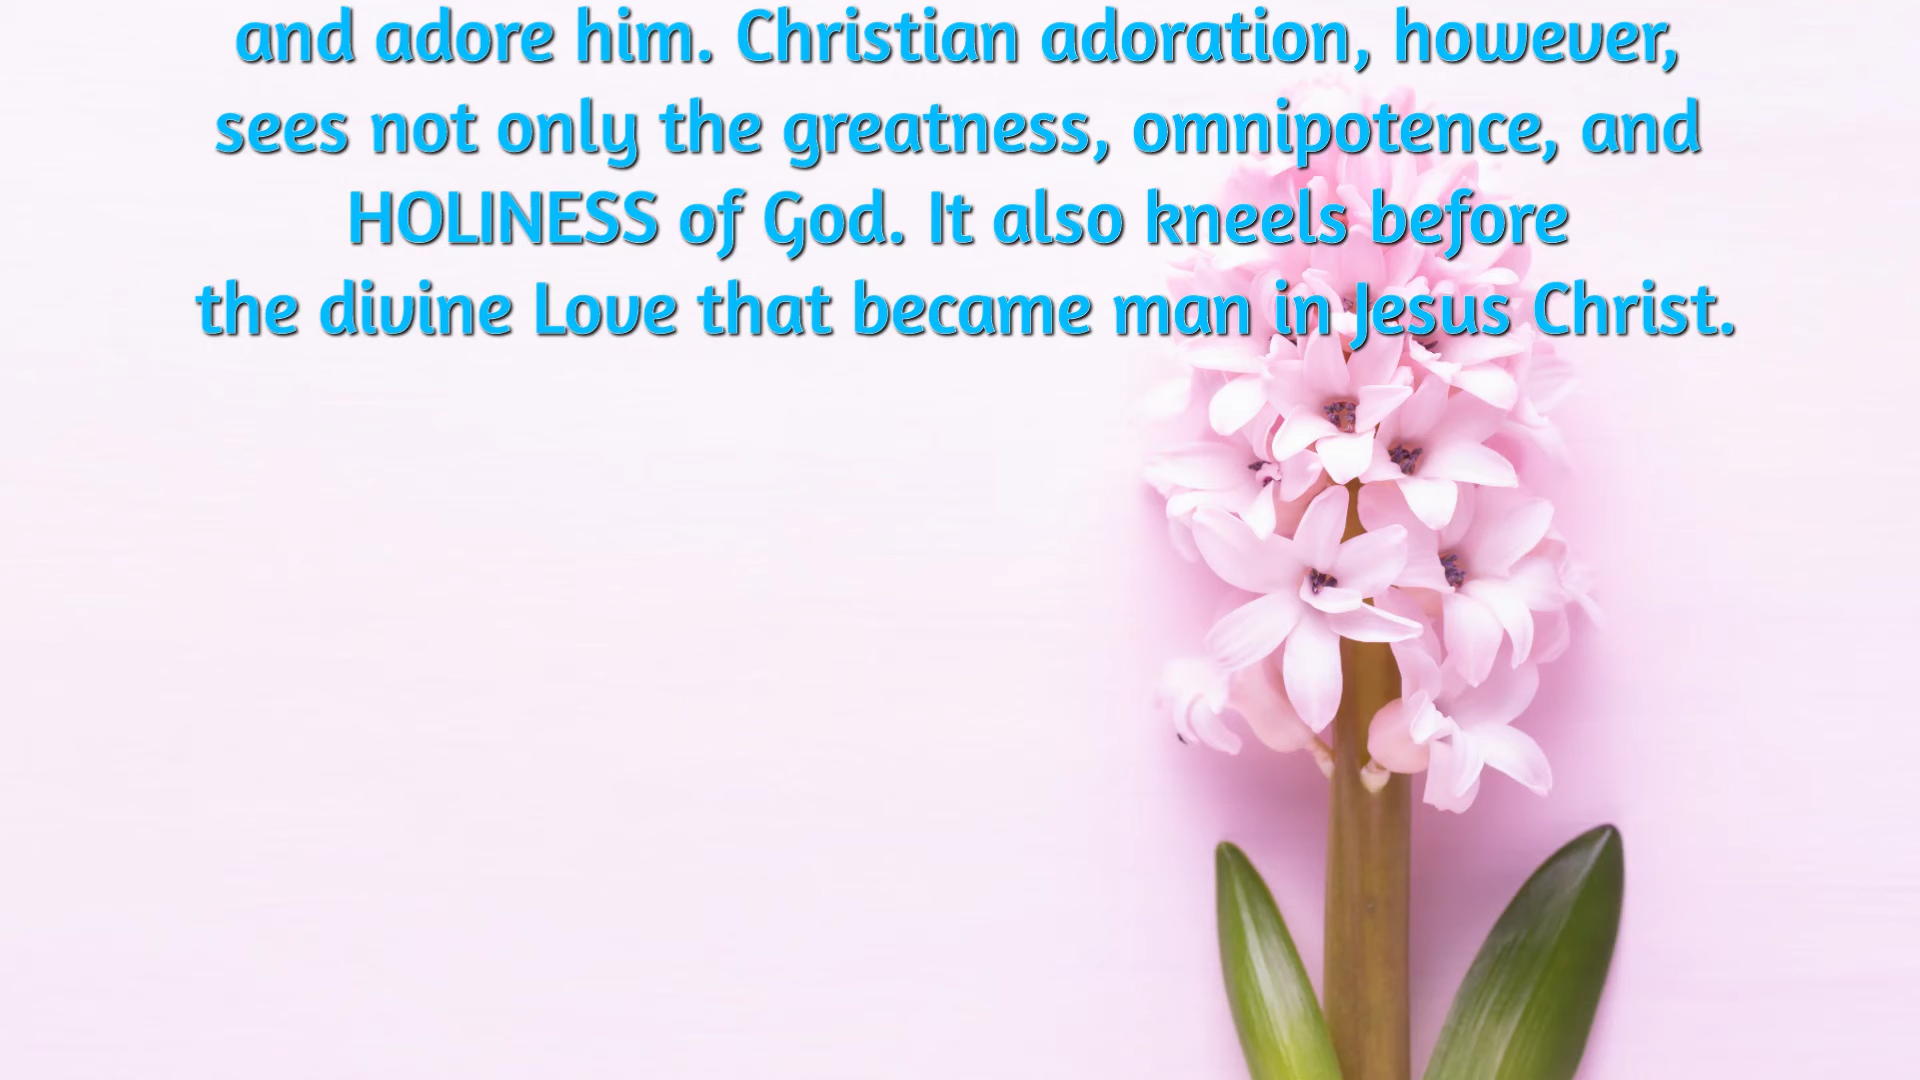 and adore him. Christian adoration, however,
sees not only the greatness, omnipotence, and
HOLINESS of God. It also kneels before
the divine Love that became man in Jesus Christ.